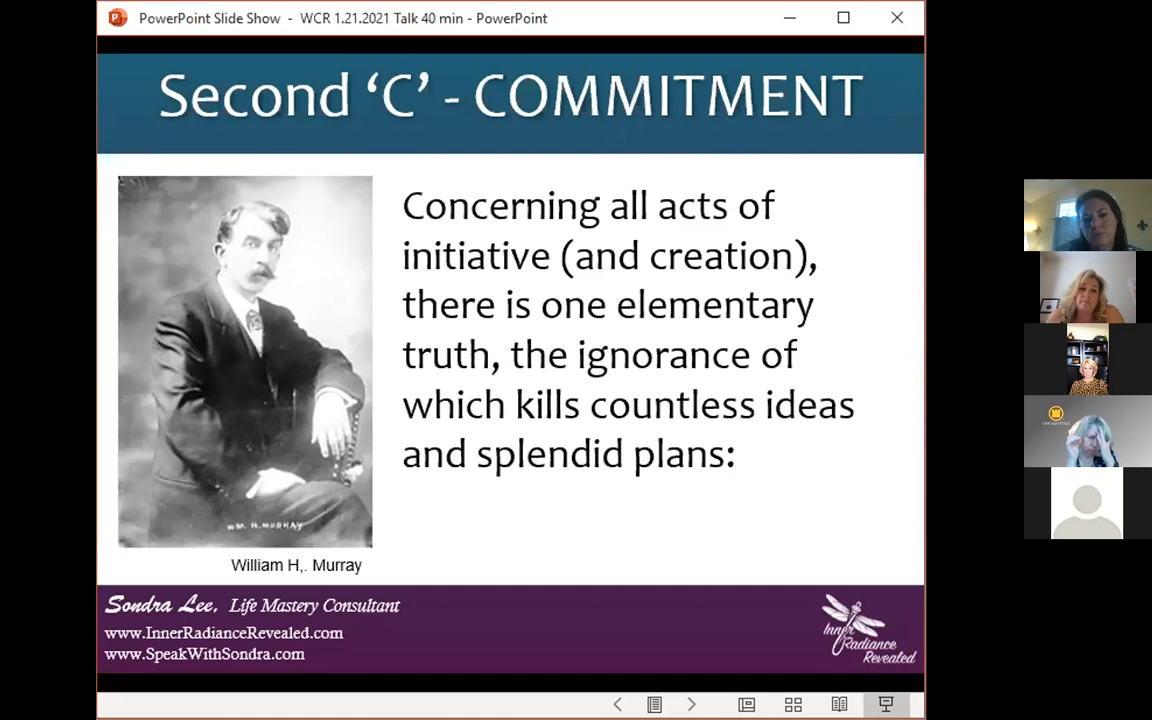 PowerPoint Slide Show - WCR 1.21.2021 Talk 40 min - PowerPoint
Second ‘C’ - COMMITMENT
Concerning all acts of
initiative (and creation),
there is one elementary
truth, the ignorance of
which kills countless ideas
and splendid plans:
WM. H. MURRAY
William H,. Murray
Sondra Lee, Life Mastery Consultant
www.InnerRadianceRevealed.com
www.SpeakWithSondra.com
Inner
Radiance
Revealed